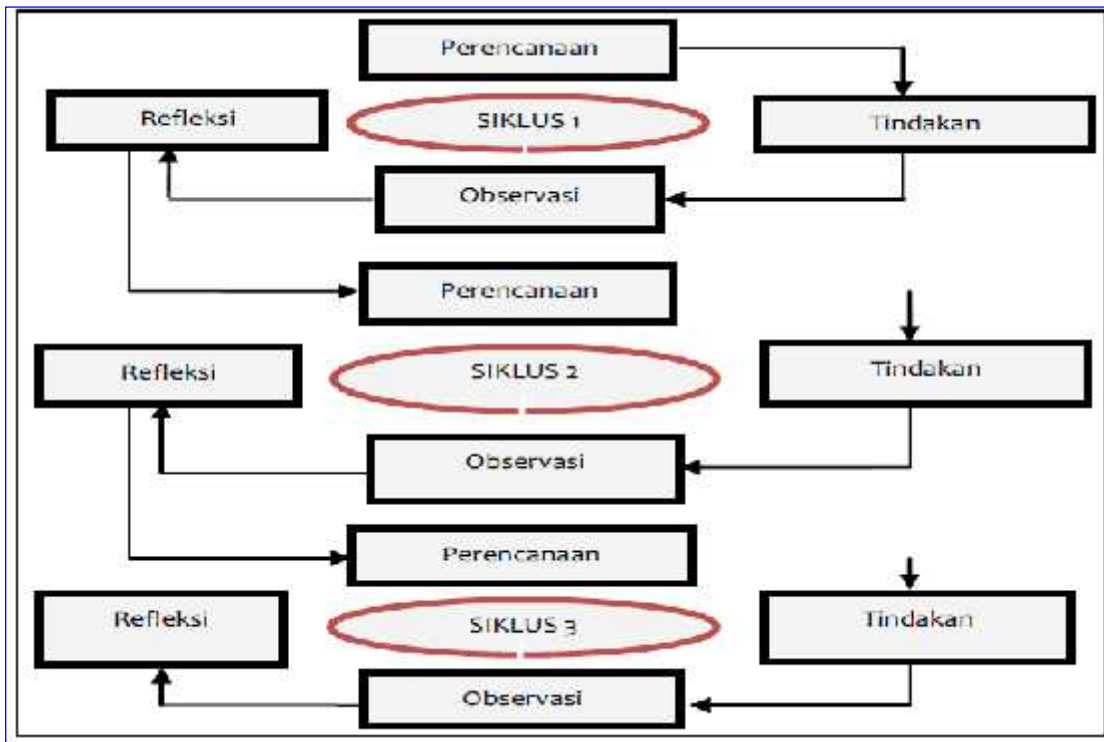 Perencanaan
Refleksi
SIKLUS 1
Tindakan
Observasi
Perencanaan
Refleksi
SIKLUS 2
Tindakan
Observasi
Perencanaan
Refleksi
SIKLUS 3
Tindakan
Observasi